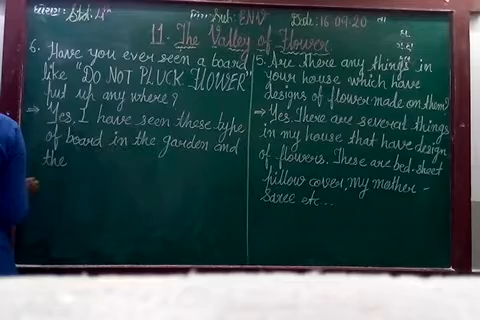 ધોરણ: Std: 4th વિષય Sub: ENV Dat: 16-09-20 તા
11. The Valley of Flower
6. Have you ever seen a board
like "DO NOT PLUCK FLOWER"
put up any where?
⇒ Yes, I have seen these type
of board in the garden and
the
5. Are there any things in
your house which have
designs of flower made on them?
⇒ Yes. There are several things
in my house that have design
of flowers. These are bed-sheet
pillow cover, my mother -
Saree etc...